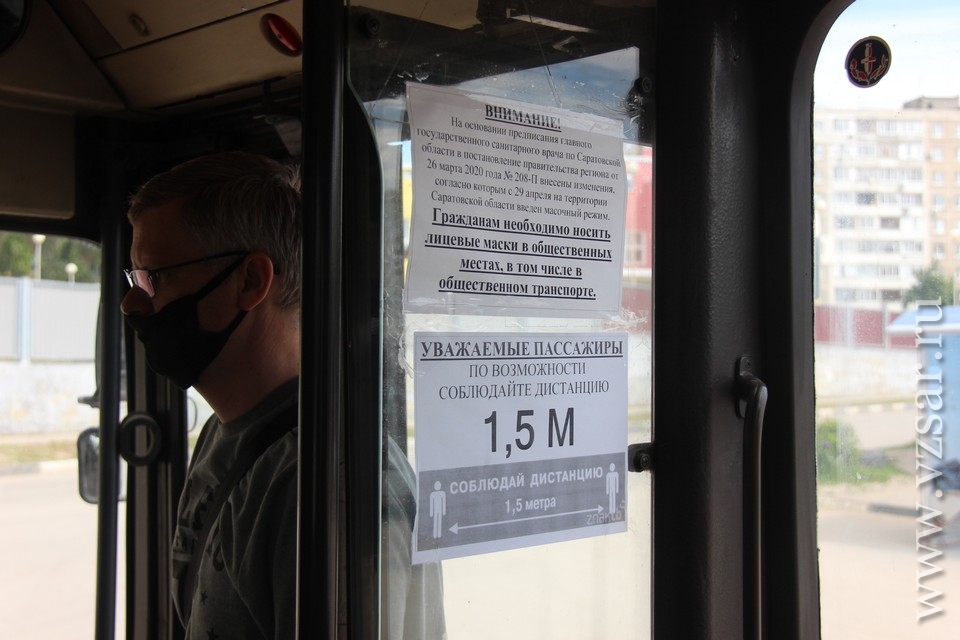 ВНИМАНИЕ!
На основании предписания главного
государственного санитарного врача по Саратовской
области в постановление правительства региона от
26 марта 2020 года № 208-П внесены изменения,
согласно которым с 29 апреля на территории
Саратовской области введен масочный режим.
Гражданам необходимо носить
лицевые маски в общественных
местах, в том числе в
общественном транспорте.
УВАЖАЕМЫЕ ПАССАЖИРЫ
ПО ВОЗМОЖНОСТИ
СОБЛЮДАЙТЕ ДИСТАНЦИЮ
1,5 М
СОБЛЮДАЙ ДИСТАНЦИЮ
1,5 метра
www.vzsar.ru